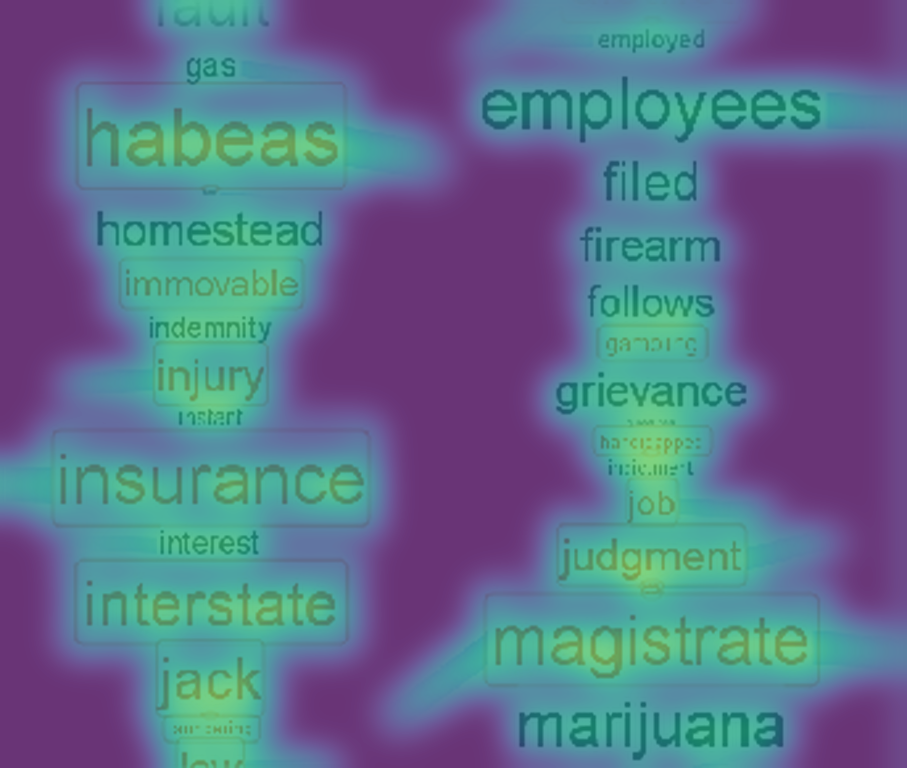 fault
gas
habeas
homestead
immovable
indemnity
injury
instant
insurance
interest
interstate
jack
law
employed
employees
filed
firearm
follows
gambling
grievance
handicapped
indictment
job
judgment
magistrate
marijuana